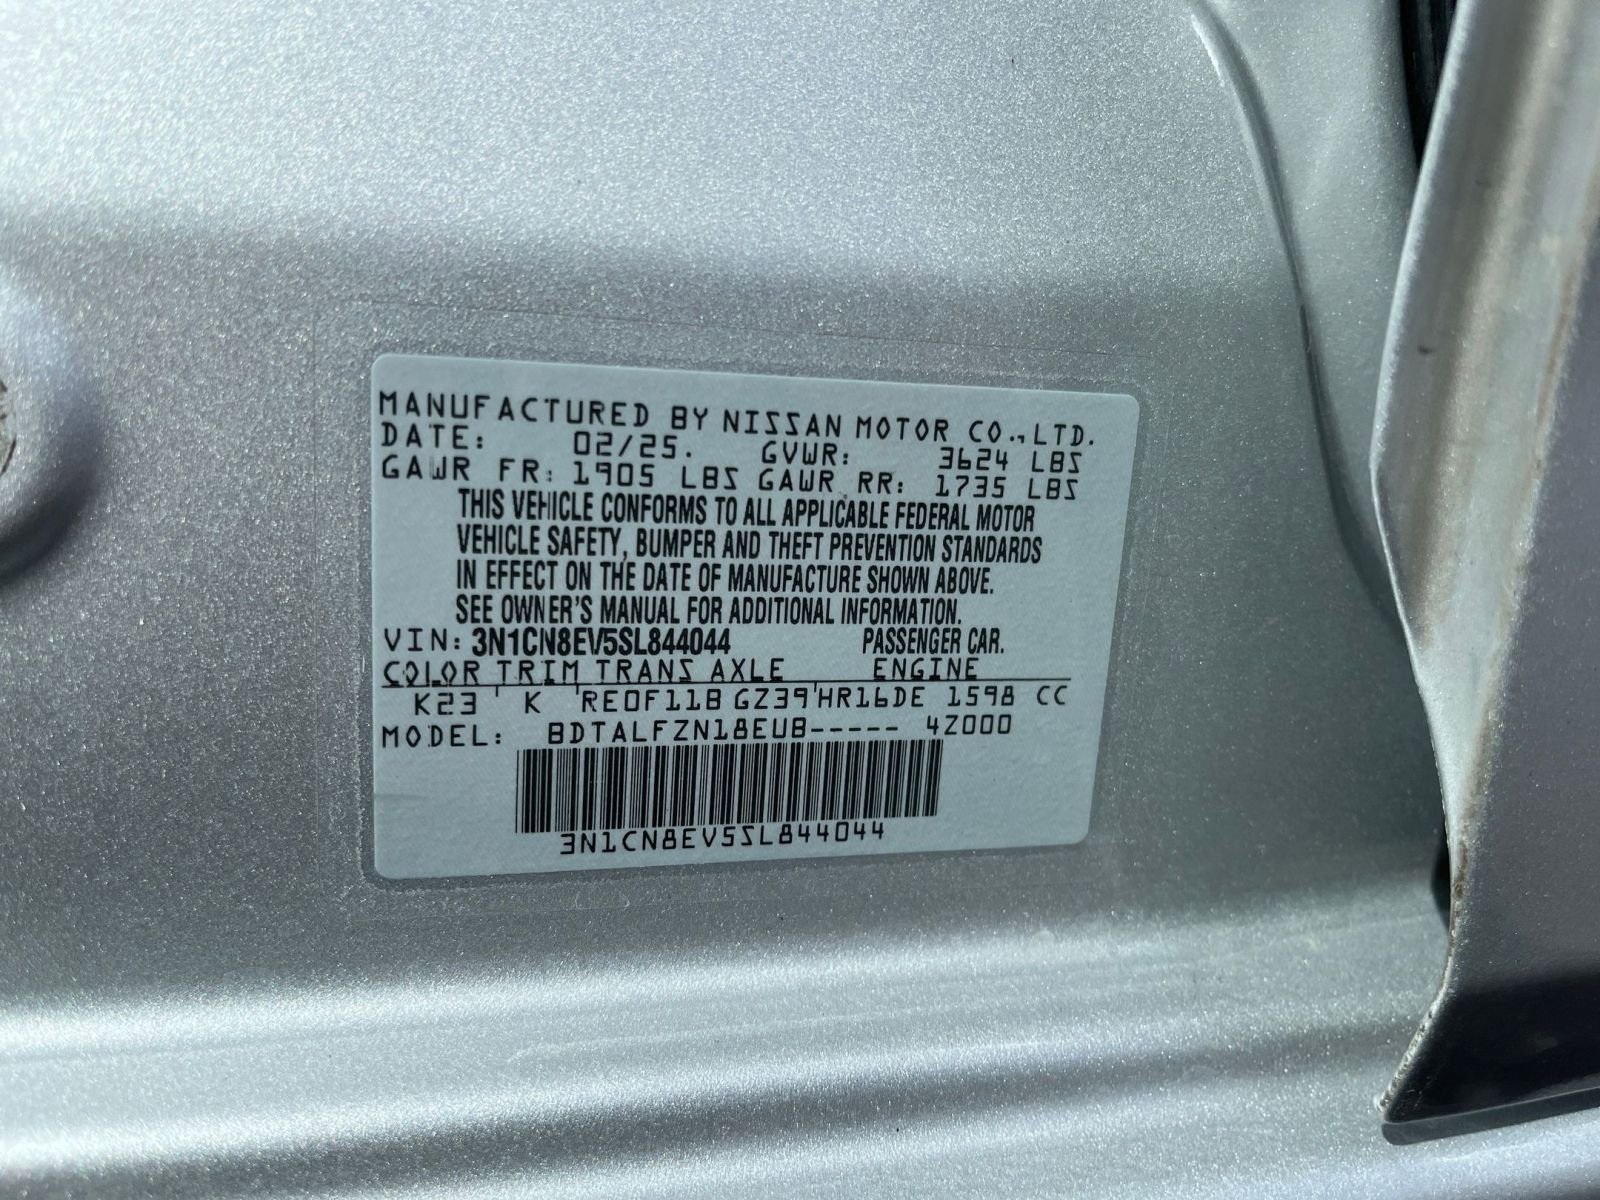 MANUFACTURED BY NISSAN MOTOR CO., LTD.
DATE: 02/25. GVWR: 3624 LBS
GAWR FR: 1905 LBS GAWR RR: 1735 LBS
THIS VEHICLE CONFORMS TO ALL APPLICABLE FEDERAL MOTOR
VEHICLE SAFETY, BUMPER AND THEFT PREVENTION STANDARDS
IN EFFECT ON THE DATE OF MANUFACTURE SHOWN ABOVE.
SEE OWNER'S MANUAL FOR ADDITIONAL INFORMATION.
VIN: 3N1CN8EV5SL844044 PASSENGER CAR.
COLOR TRIM TRANS AXLE ENGINE
K23 K RE0F11B GZ39 HR16DE 1598 CC
MODEL: BDTALFZN18EUB----- 4Z000
3N1CN8EV5SL844044